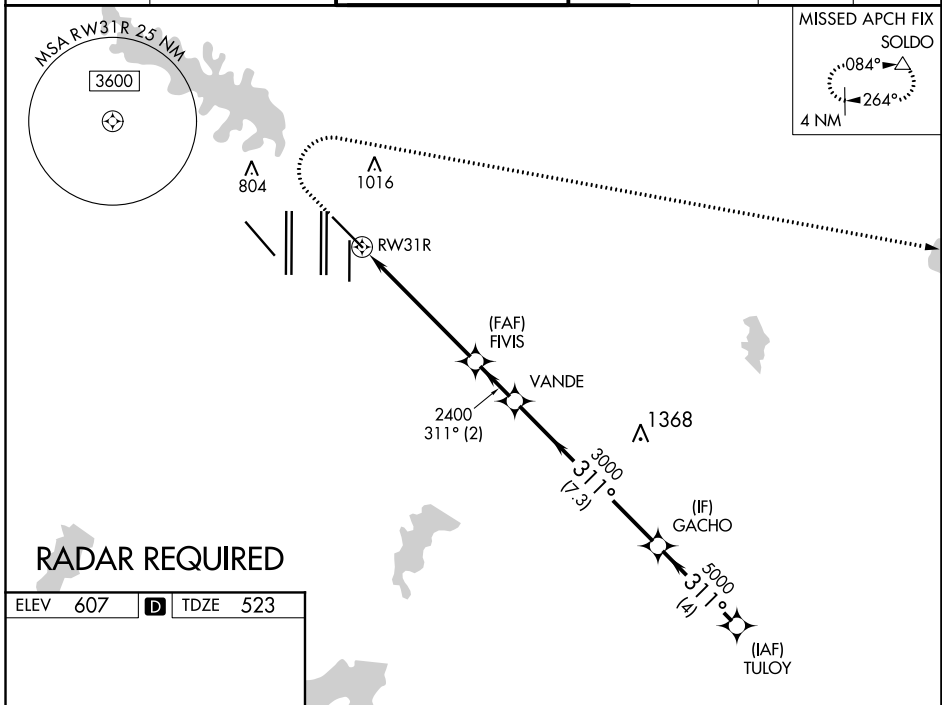 MSA RW31R 25 NM
3600
MISSED APCH FIX
SOLDO
084°
264°
4 NM
804
1016
RW31R
(FAF)
FIVIS
VANDE
2400
311° (2)
1368
3000
311°
(7.3)
(IF)
GACHO
5000
311°
(4)
(IAF)
TULOY
RADAR REQUIRED
ELEV 607 D TDZE 523